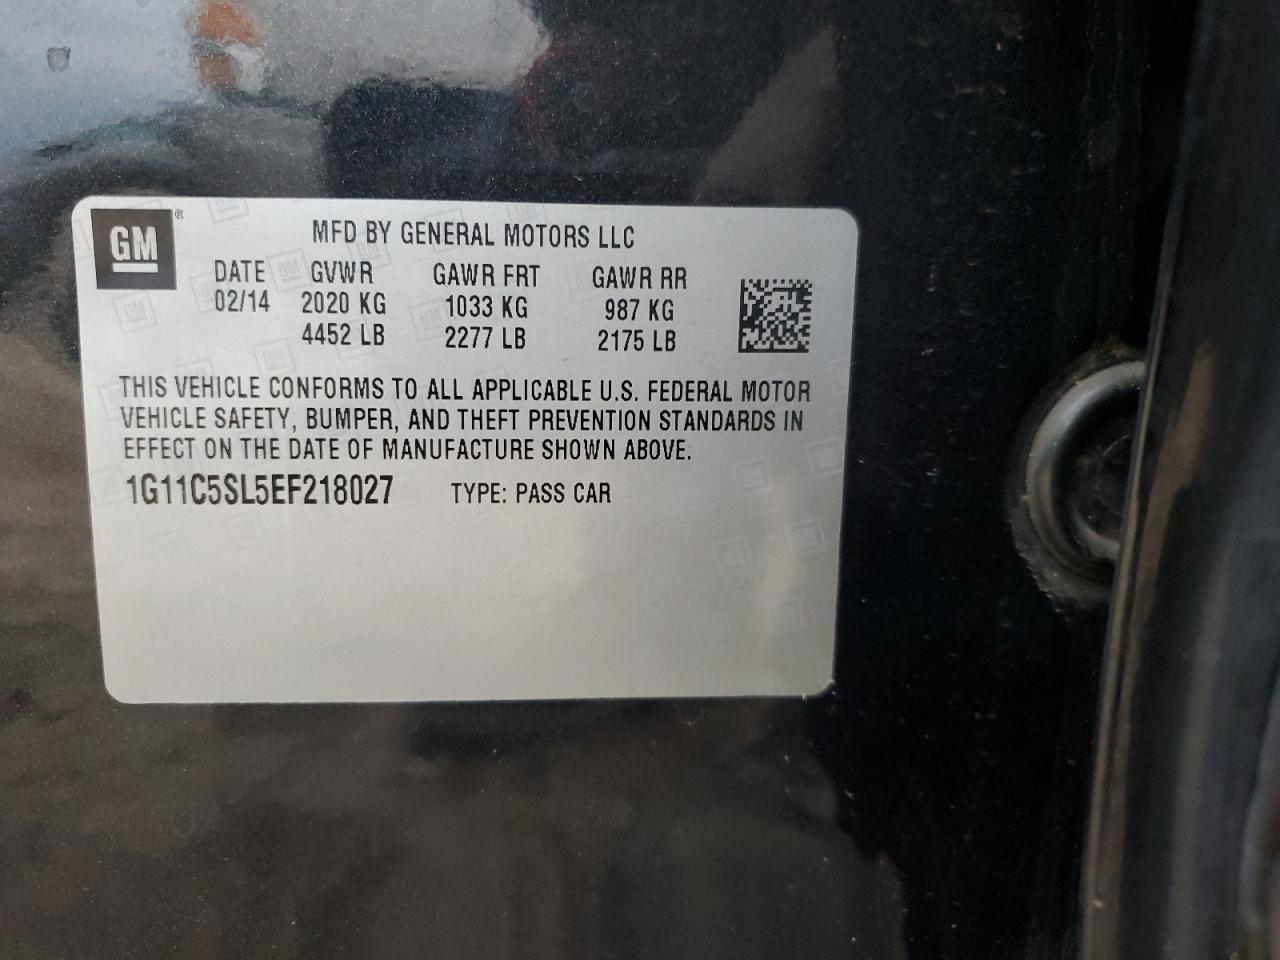 GM ®
MFD BY GENERAL MOTORS LLC
DATE GVWR GAWR FRT GAWR RR
02/14 2020 KG 1033 KG 987 KG
4452 LB 2277 LB 2175 LB
THIS VEHICLE CONFORMS TO ALL APPLICABLE U.S. FEDERAL MOTOR
VEHICLE SAFETY, BUMPER, AND THEFT PREVENTION STANDARDS IN
EFFECT ON THE DATE OF MANUFACTURE SHOWN ABOVE.
1G11C5SL5EF218027 TYPE: PASS CAR